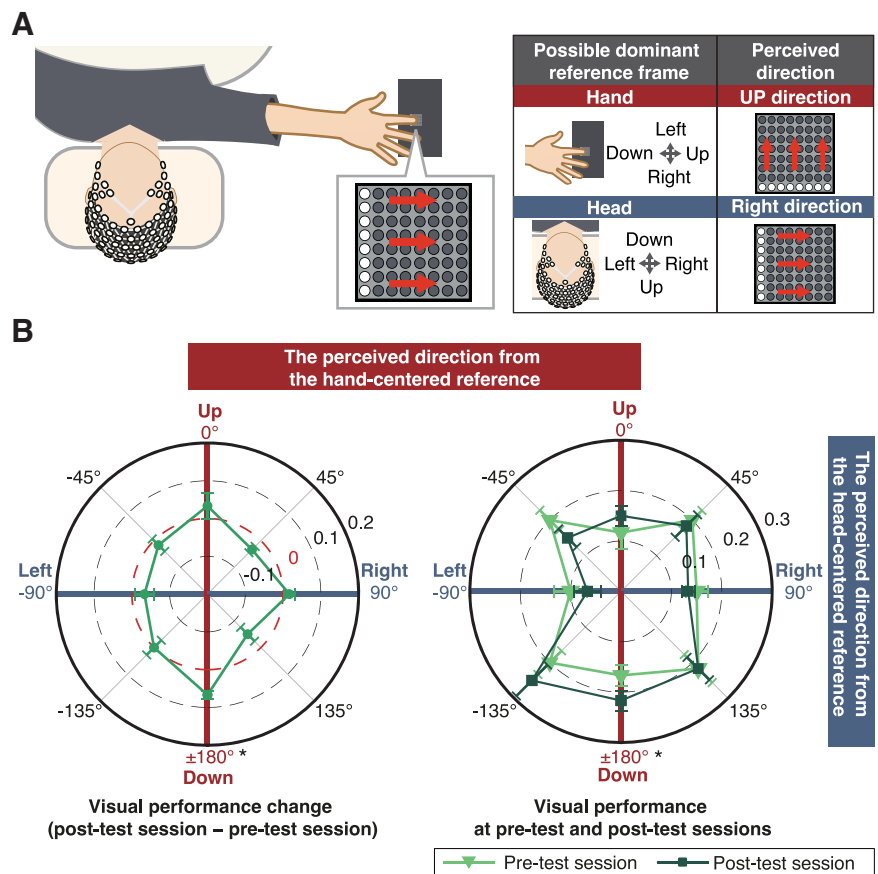 A
Possible dominant
reference frame
Perceived
direction
Hand
UP direction
Left
Down
Up
Right
Head
Right direction
Down
Left
Right
Up
B
The perceived direction from
the hand-centered reference
Up
0°
-45°
45°
0.2
0.1
0
-0.1
Left
-90°
Right
90°
-135°
135°
±180° *
Down
Visual performance change
(post-test session – pre-test session)
Up
0°
-45°
45°
0.3
0.2
0.1
Left
-90°
Right
90°
-135°
135°
±180° *
Down
Visual performance
at pre-test and post-test sessions
The perceived direction from
the head-centered reference
Pre-test session
Post-test session